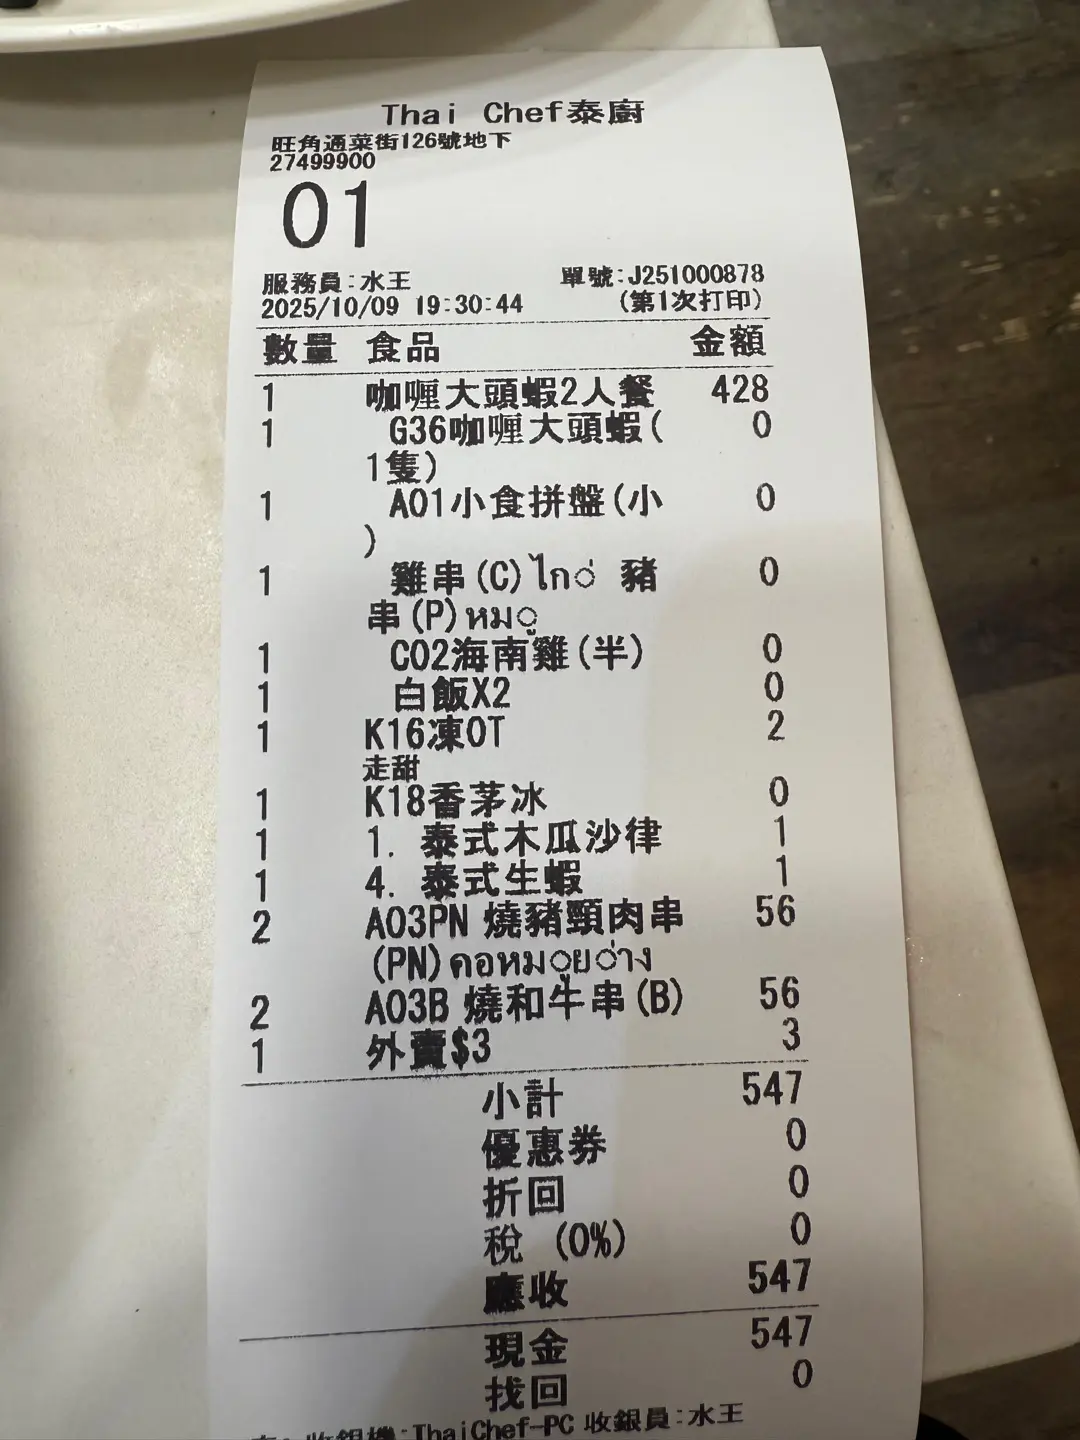 Thai Chef泰廚
旺角通菜街126號地下
27499900
01
服務員:水王 單號:J251000878
2025/10/09 19:30:44 (第1次打印)
數量 食品 金額
1 咖喱大頭蝦2人餐 428
1 G36咖喱大頭蝦( 0
1隻)
1 A01小食拼盤(小 0
)
1 雞串(C)ไก่ 豬 0
串(P)หมู
1 C02海南雞(半) 0
1 白飯X2 0
1 K16凍OT 2
走甜
1 K18香茅冰 0
1 1. 泰式木瓜沙律 1
1 4. 泰式生蝦 1
2 A03PN 燒豬頸肉串 56
(PN)คอหมูย่าง
2 A03B 燒和牛串(B) 56
1 外賣$3 3
小計 547
優惠券 0
折回 0
稅 (0%) 0
應收 547
現金 547
找回 0
收銀機:ThaiChef-PC 收銀員:水王